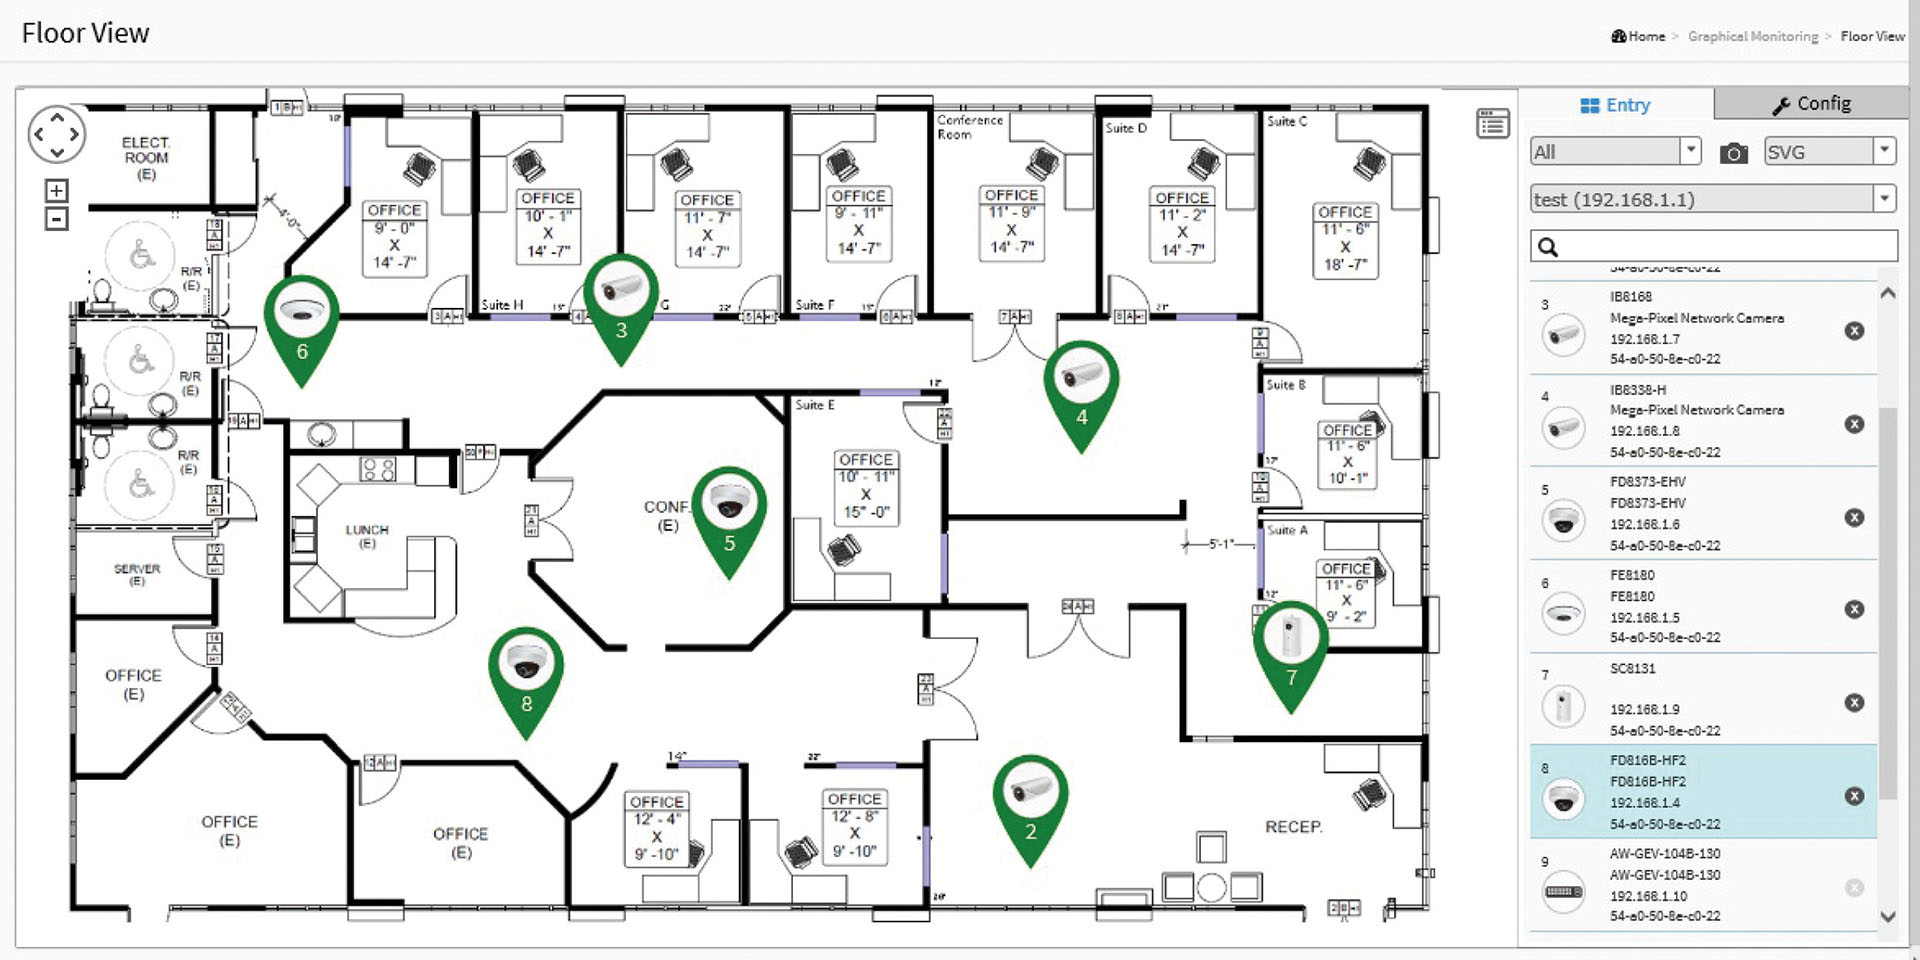 Floor View
Home > Graphical Monitoring > Floor View
Entry
Config
All
SVG
test (192.168.1.1)
54-a0-50-8e-c0-22
3
IB8168
Mega-Pixel Network Camera
192.168.1.7
54-a0-50-8e-c0-22
4
IB8338-H
Mega-Pixel Network Camera
192.168.1.8
54-a0-50-8e-c0-22
5
FD8373-EHV
FD8373-EHV
192.168.1.6
54-a0-50-8e-c0-22
6
FE8180
FE8180
192.168.1.5
54-a0-50-8e-c0-22
7
SC8131
192.168.1.9
54-a0-50-8e-c0-22
8
FD816B-HF2
FD816B-HF2
192.168.1.4
54-a0-50-8e-c0-22
9
AW-GEV-104B-130
AW-GEV-104B-130
192.168.1.10
54-a0-50-8e-c0-22
ELECT.
ROOM
(E)
4'-0"
OFFICE
9' - 0"
X
14' -7"
OFFICE
10' - 1"
X
14' -7"
Suite H
OFFICE
11' - 7"
X
14' -7"
G
OFFICE
9' - 11"
X
14' -7"
Suite F
Conference
Room
OFFICE
11' - 9"
X
14' -7"
Suite D
OFFICE
11' - 2"
X
14' -7"
Suite C
OFFICE
11' - 6"
X
18' -7"
R/R
(E)
R/R
(E)
R/R
(E)
6
3
4
Suite E
OFFICE
10' - 11"
X
15" -0"
Suite B
OFFICE
11' - 6"
X
10' -1"
LUNCH
(E)
CONF.
(E)
5
5'-1"
Suite A
OFFICE
11' - 6"
X
9' - 2"
SERVER
(E)
OFFICE
(E)
8
7
14"
22"
OFFICE
(E)
OFFICE
(E)
OFFICE
12' - 4"
X
9' -10"
OFFICE
12' - 8"
X
9' -10"
2
RECEP.